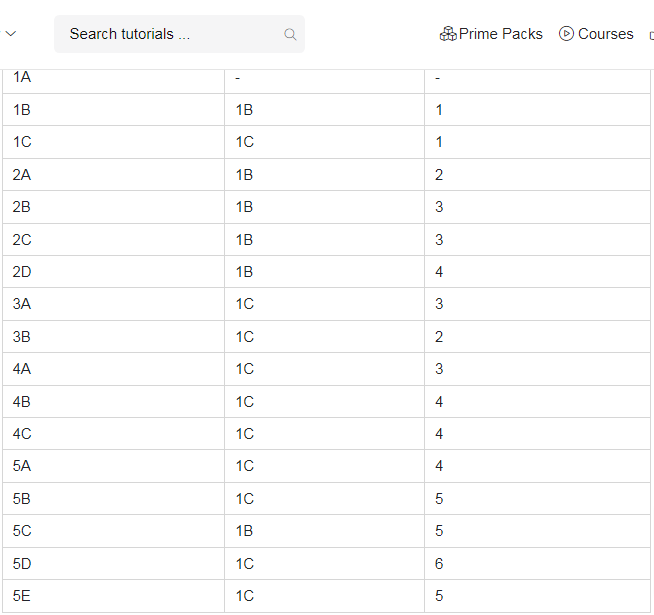 Search tutorials ... Prime Packs Courses
1A - -
1B 1B 1
1C 1C 1
2A 1B 2
2B 1B 3
2C 1B 3
2D 1B 4
3A 1C 3
3B 1C 2
4A 1C 3
4B 1C 4
4C 1C 4
5A 1C 4
5B 1C 5
5C 1B 5
5D 1C 6
5E 1C 5